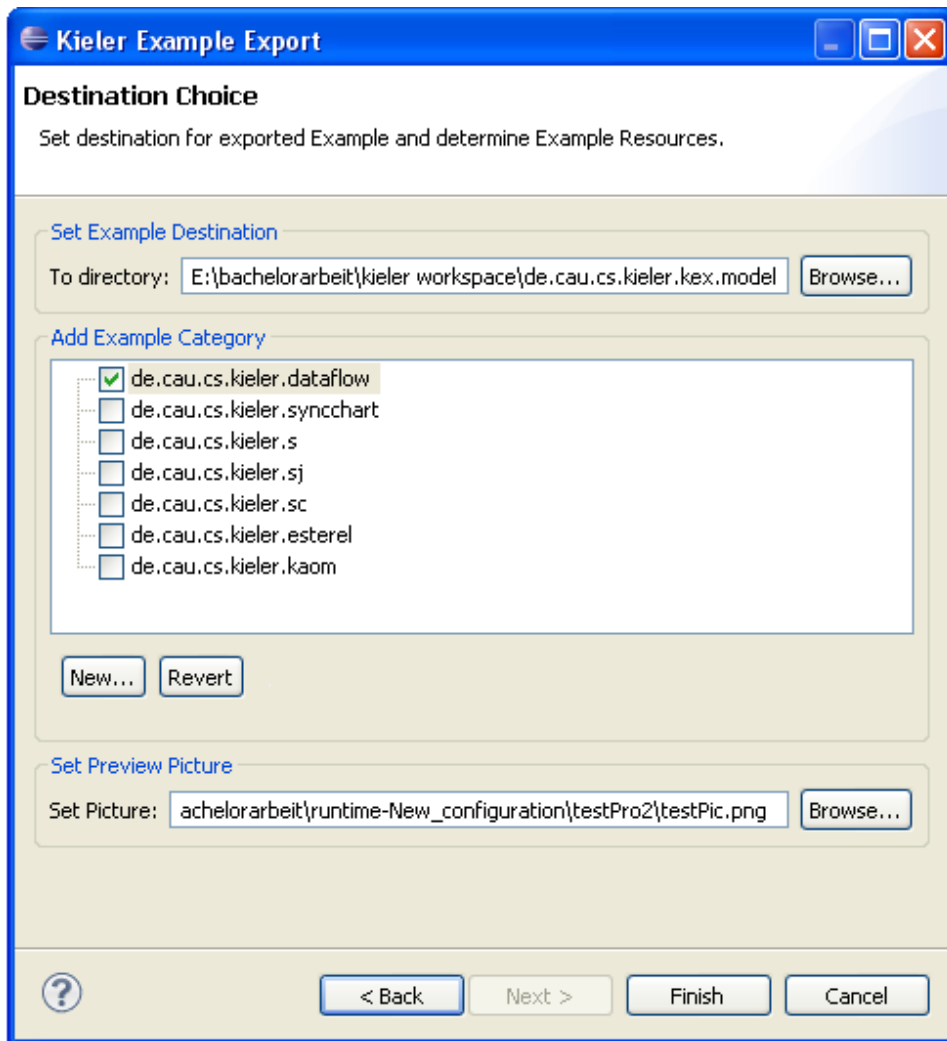 Kieler Example Export
Destination Choice
Set destination for exported Example and determine Example Resources.
Set Example Destination
To directory: E:\bachelorarbeit\kieler workspace\de.cau.cs.kieler.kex.model Browse...
Add Example Category
de.cau.cs.kieler.dataflow
de.cau.cs.kieler.syncchart
de.cau.cs.kieler.s
de.cau.cs.kieler.sj
de.cau.cs.kieler.sc
de.cau.cs.kieler.esterel
de.cau.cs.kieler.kaom
New... Revert
Set Preview Picture
Set Picture: achelorarbeit\runtime-New_configuration\testPro2\testPic.png Browse...
? < Back Next > Finish Cancel